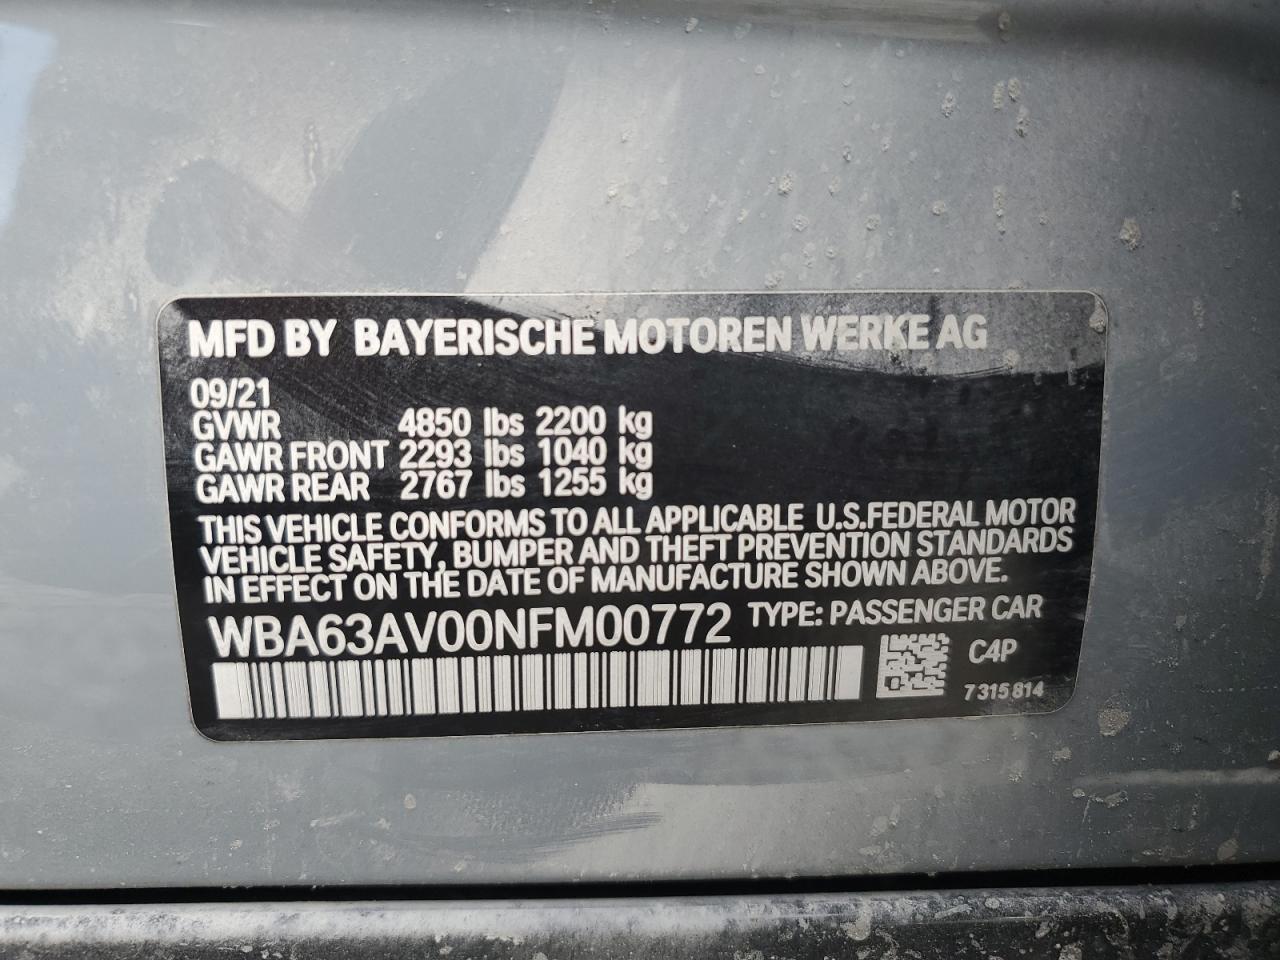 MFD BY BAYERISCHE MOTOREN WERKE AG
09/21
GVWR 4850 lbs 2200 kg
GAWR FRONT 2293 lbs 1040 kg
GAWR REAR 2767 lbs 1255 kg
THIS VEHICLE CONFORMS TO ALL APPLICABLE U.S.FEDERAL MOTOR
VEHICLE SAFETY, BUMPER AND THEFT PREVENTION STANDARDS
IN EFFECT ON THE DATE OF MANUFACTURE SHOWN ABOVE.
WBA63AV00NFM00772 TYPE: PASSENGER CAR
C4P
7 315 814